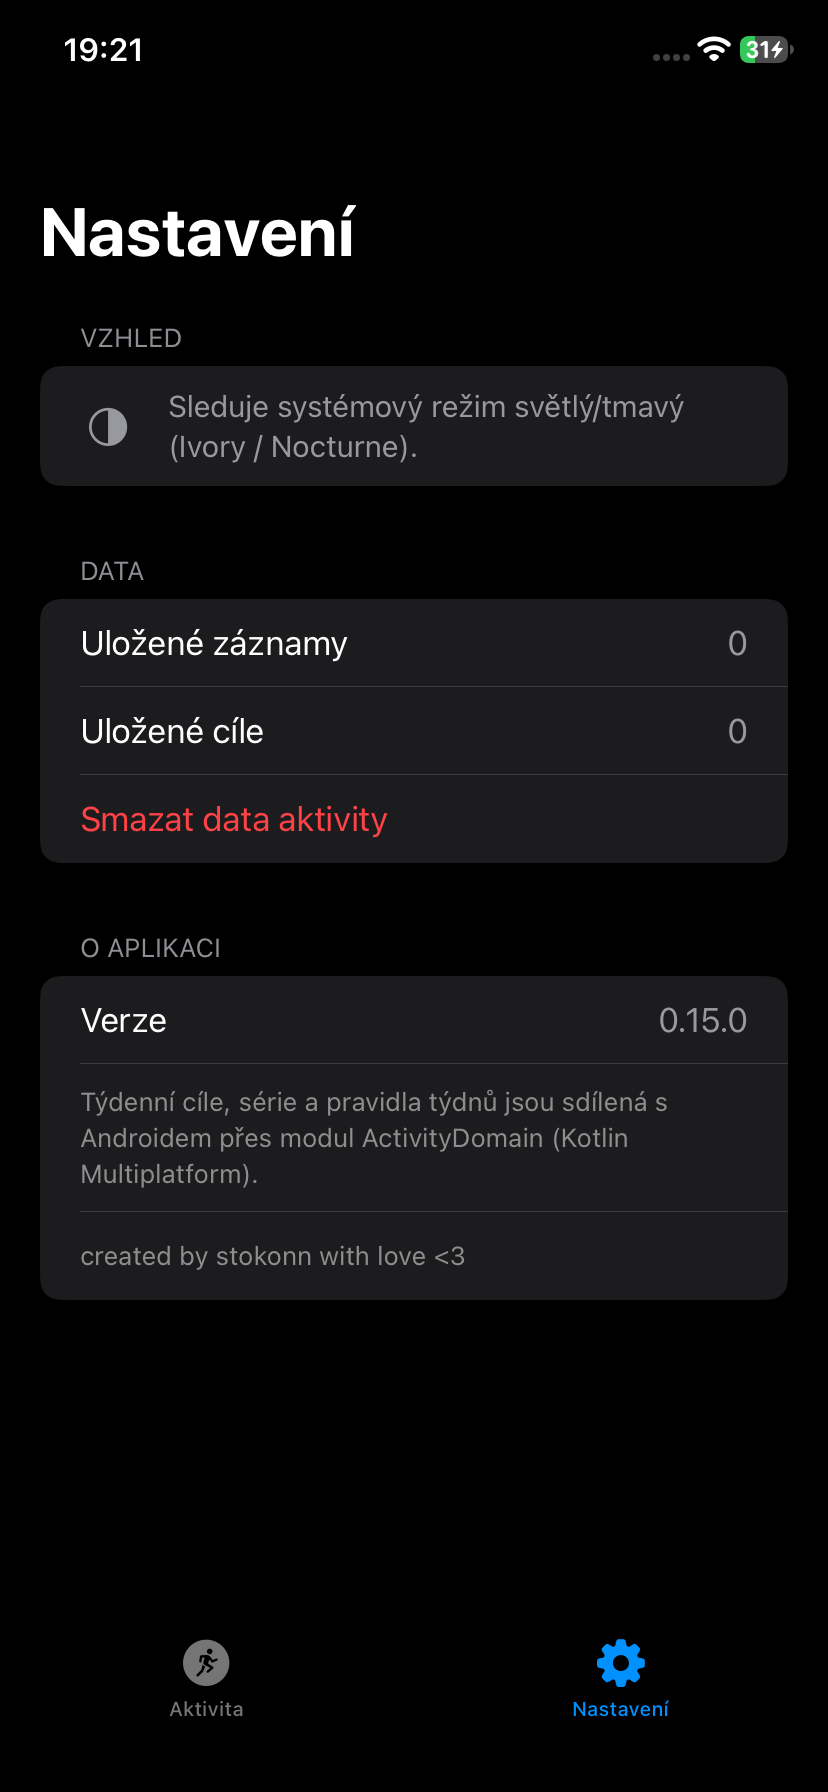 19:21
31
Nastavení
VZHLED
Sleduje systémový režim světlý/tmavý
(Ivory / Nocturne).
DATA
Uložené záznamy 0
Uložené cíle 0
Smazat data aktivity
O APLIKACI
Verze 0.15.0
Týdenní cíle, série a pravidla týdnů jsou sdílená s
Androidem přes modul ActivityDomain (Kotlin
Multiplatform).
created by stokonn with love <3
Aktivita Nastavení